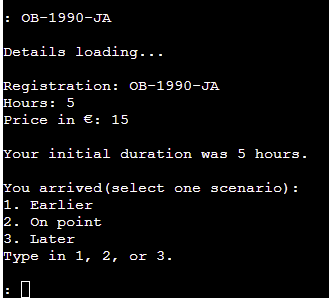 : OB-1990-JA
Details loading...
Registration: OB-1990-JA
Hours: 5
Price in €: 15
Your initial duration was 5 hours.
You arrived(select one scenario):
1. Earlier
2. On point
3. Later
Type in 1, 2, or 3.
: